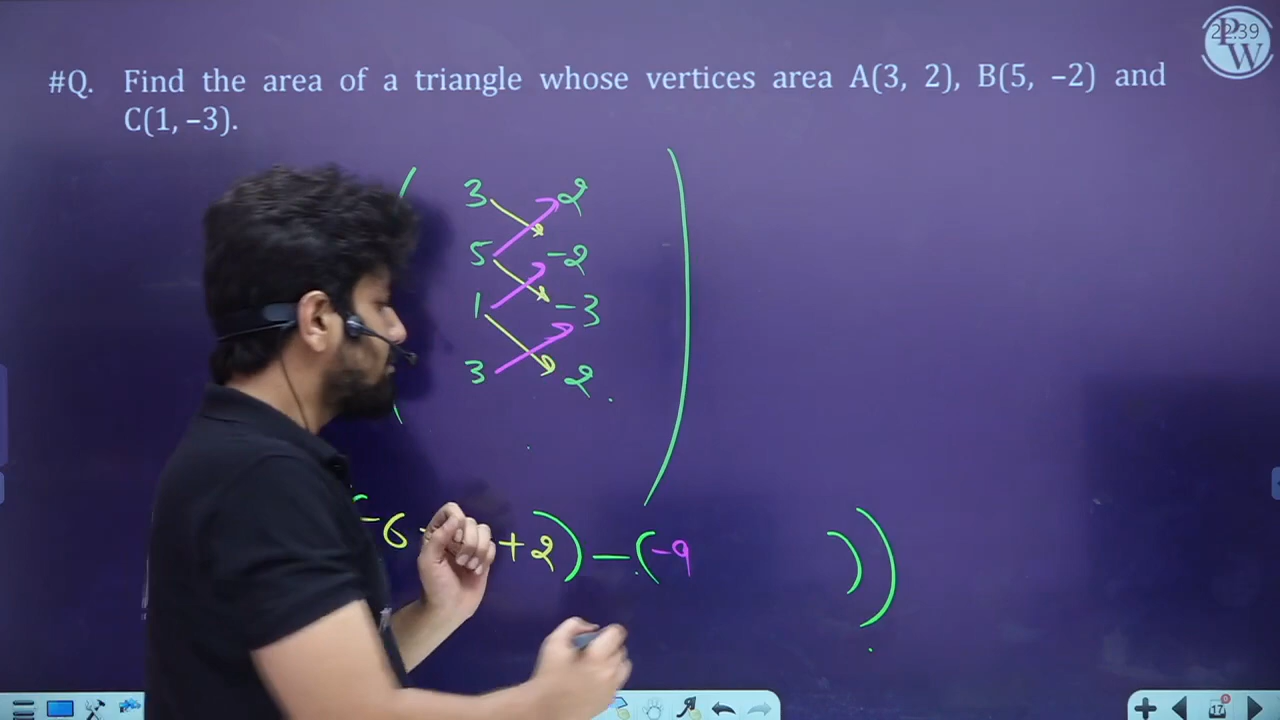 22:39
PW
#Q. Find the area of a triangle whose vertices area A(3, 2), B(5, –2) and
C(1, –3).
3 2
5 -2
1 -3
3 2
-6 + 2) - (-9 ))
17